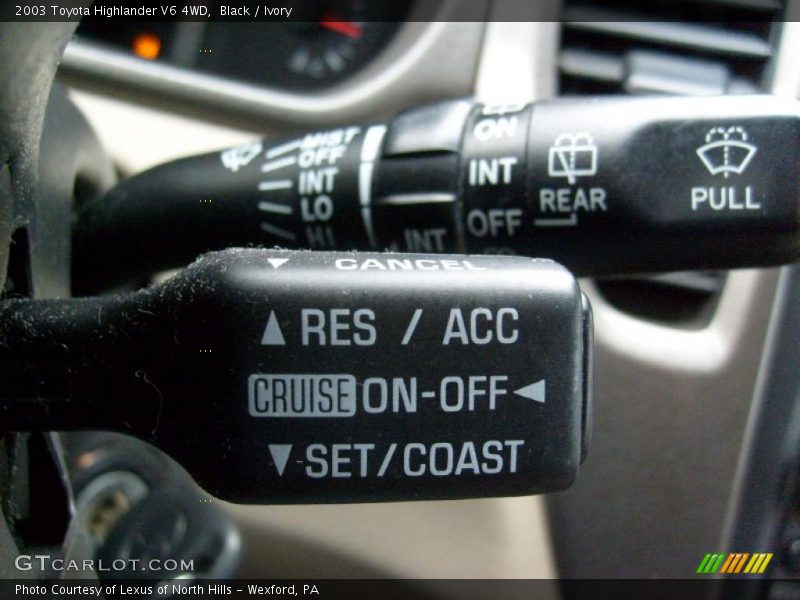 2003 Toyota Highlander V6 4WD, Black / Ivory
MIST
OFF
INT
LO
HI
ON
INT
OFF
INT
REAR
PULL
CANCEL
▲ RES / ACC
CRUISE ON-OFF ◀
▼ SET/COAST
GTCARLOT.COM
Photo Courtesy of Lexus of North Hills - Wexford, PA